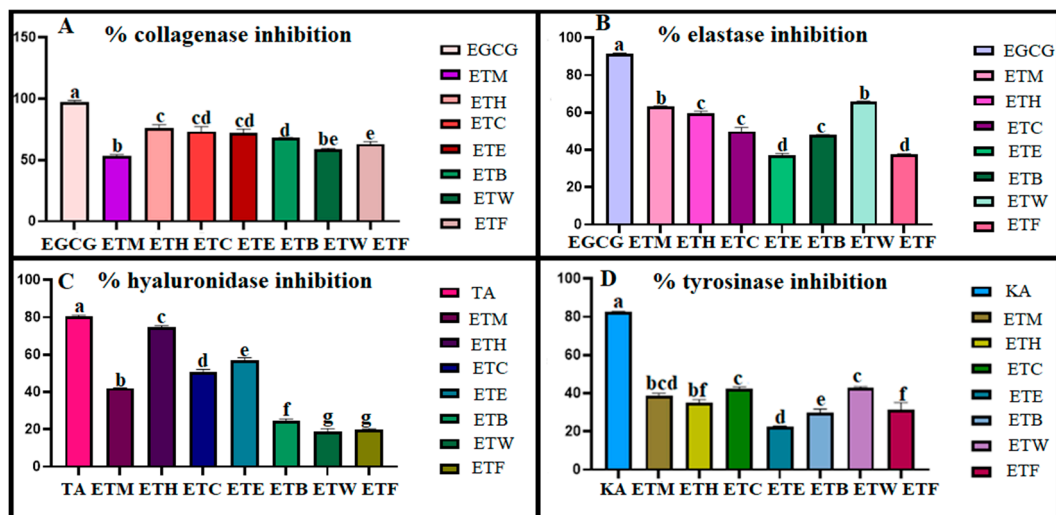 A
% collagenase inhibition
150
100
50
0
a
b
c
cd
cd
d
be
e
EGCG ETM ETH ETC ETE ETB ETW ETF
EGCG
ETM
ETH
ETC
ETE
ETB
ETW
ETF
B
% elastase inhibition
100
80
60
40
20
0
a
b
c
c
d
c
b
d
EGCG ETM ETH ETC ETE ETB ETW ETF
EGCG
ETM
ETH
ETC
ETE
ETB
ETW
ETF
C
% hyaluronidase inhibition
100
80
60
40
20
0
a
b
c
d
e
f
g
g
TA ETM ETH ETC ETE ETB ETW ETF
TA
ETM
ETH
ETC
ETE
ETB
ETW
ETF
D
% tyrosinase inhibition
100
80
60
40
20
0
a
bcd
bf
c
d
e
c
f
KA ETM ETH ETC ETE ETB ETW ETF
KA
ETM
ETH
ETC
ETE
ETB
ETW
ETF